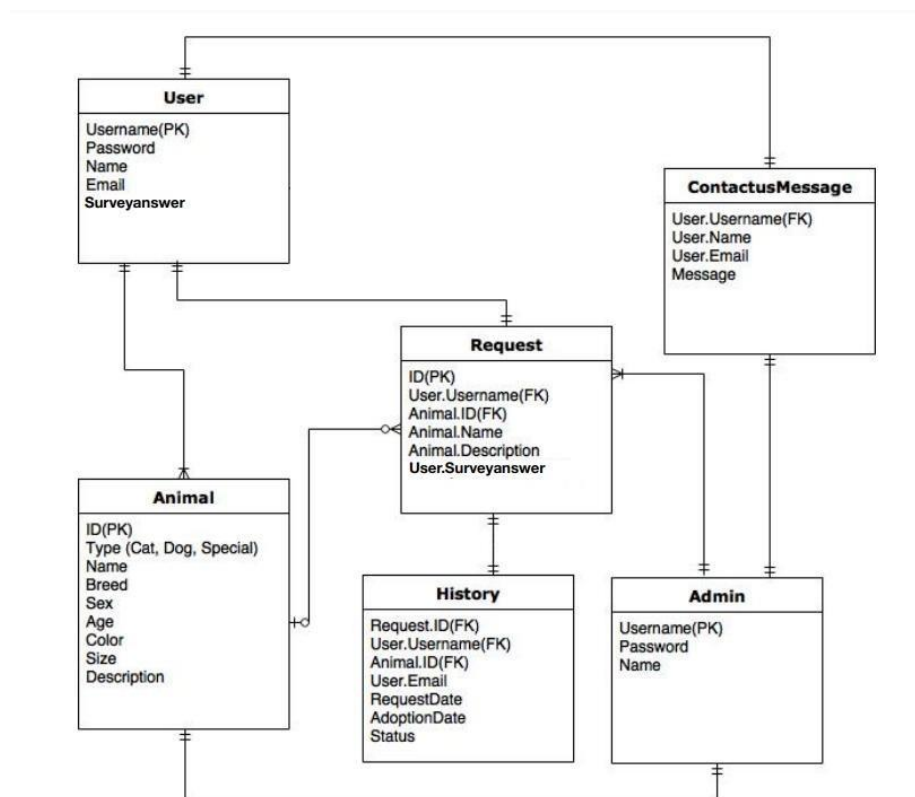 User
Username(PK)
Password
Name
Email
Surveyanswer
ContactusMessage
User.Username(FK)
User.Name
User.Email
Message
Request
ID(PK)
User.Username(FK)
Animal.ID(FK)
Animal.Name
Animal.Description
User.Surveyanswer
Animal
ID(PK)
Type (Cat, Dog, Special)
Name
Breed
Sex
Age
Color
Size
Description
History
Request.ID(FK)
User.Username(FK)
Animal.ID(FK)
User.Email
RequestDate
AdoptionDate
Status
Admin
Username(PK)
Password
Name